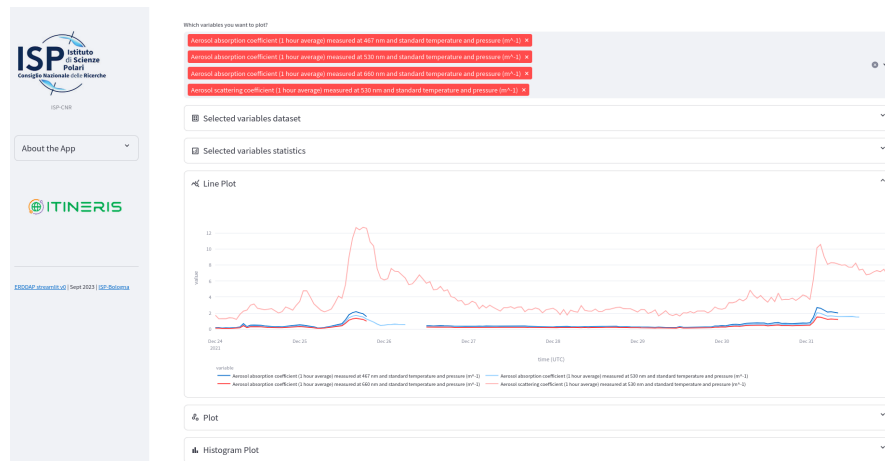 ISP Istituto
di Scienze
Polari
Consiglio Nazionale delle Ricerche
ISP-CNR
About the App
ITINERIS
ERDDAP streamlit v0 | Sept 2023 | ISP-Bologna
Which variables you want to plot?
Aerosol absorption coefficient (1 hour average) measured at 467 nm and standard temperature and pressure (m^-1) ×
Aerosol absorption coefficient (1 hour average) measured at 530 nm and standard temperature and pressure (m^-1) ×
Aerosol absorption coefficient (1 hour average) measured at 660 nm and standard temperature and pressure (m^-1) ×
Aerosol scattering coefficient (1 hour average) measured at 530 nm and standard temperature and pressure (m^-1) ×
Selected variables dataset
Selected variables statistics
Line Plot
12
10
8
6
4
2
0
value
Dec 24 Dec 25 Dec 26 Dec 27 Dec 28 Dec 29 Dec 30 Dec 31
2021
time (UTC)
variable
Aerosol absorption coefficient (1 hour average) measured at 467 nm and standard temperature and pressure (m^-1) Aerosol absorption coefficient (1 hour average) measured at 530 nm and standard temperature and pressure (m^-1)
Aerosol absorption coefficient (1 hour average) measured at 660 nm and standard temperature and pressure (m^-1) Aerosol scattering coefficient (1 hour average) measured at 530 nm and standard temperature and pressure (m^-1)
Plot
Histogram Plot